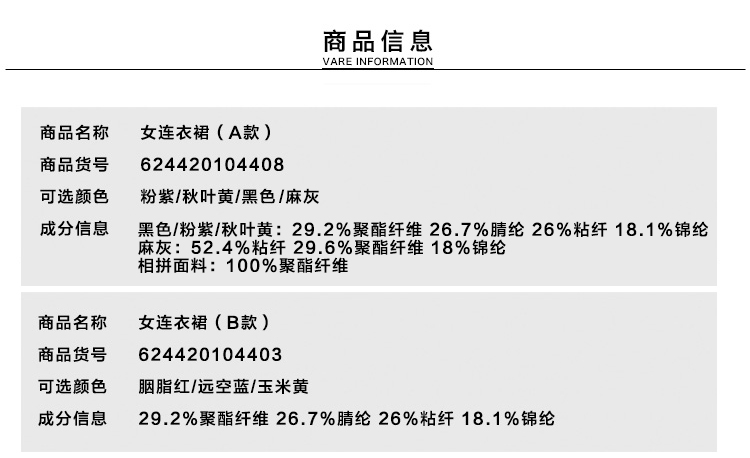 商品信息
VARE INFORMATION
商品名称 女连衣裙（A款）
商品货号 624420104408
可选颜色 粉紫/秋叶黄/黑色/麻灰
成分信息 黑色/粉紫/秋叶黄：29.2%聚酯纤维 26.7%腈纶 26%粘纤 18.1%锦纶
麻灰：52.4%粘纤 29.6%聚酯纤维 18%锦纶
相拼面料：100%聚酯纤维
商品名称 女连衣裙（B款）
商品货号 624420104403
可选颜色 胭脂红/远空蓝/玉米黄
成分信息 29.2%聚酯纤维 26.7%腈纶 26%粘纤 18.1%锦纶